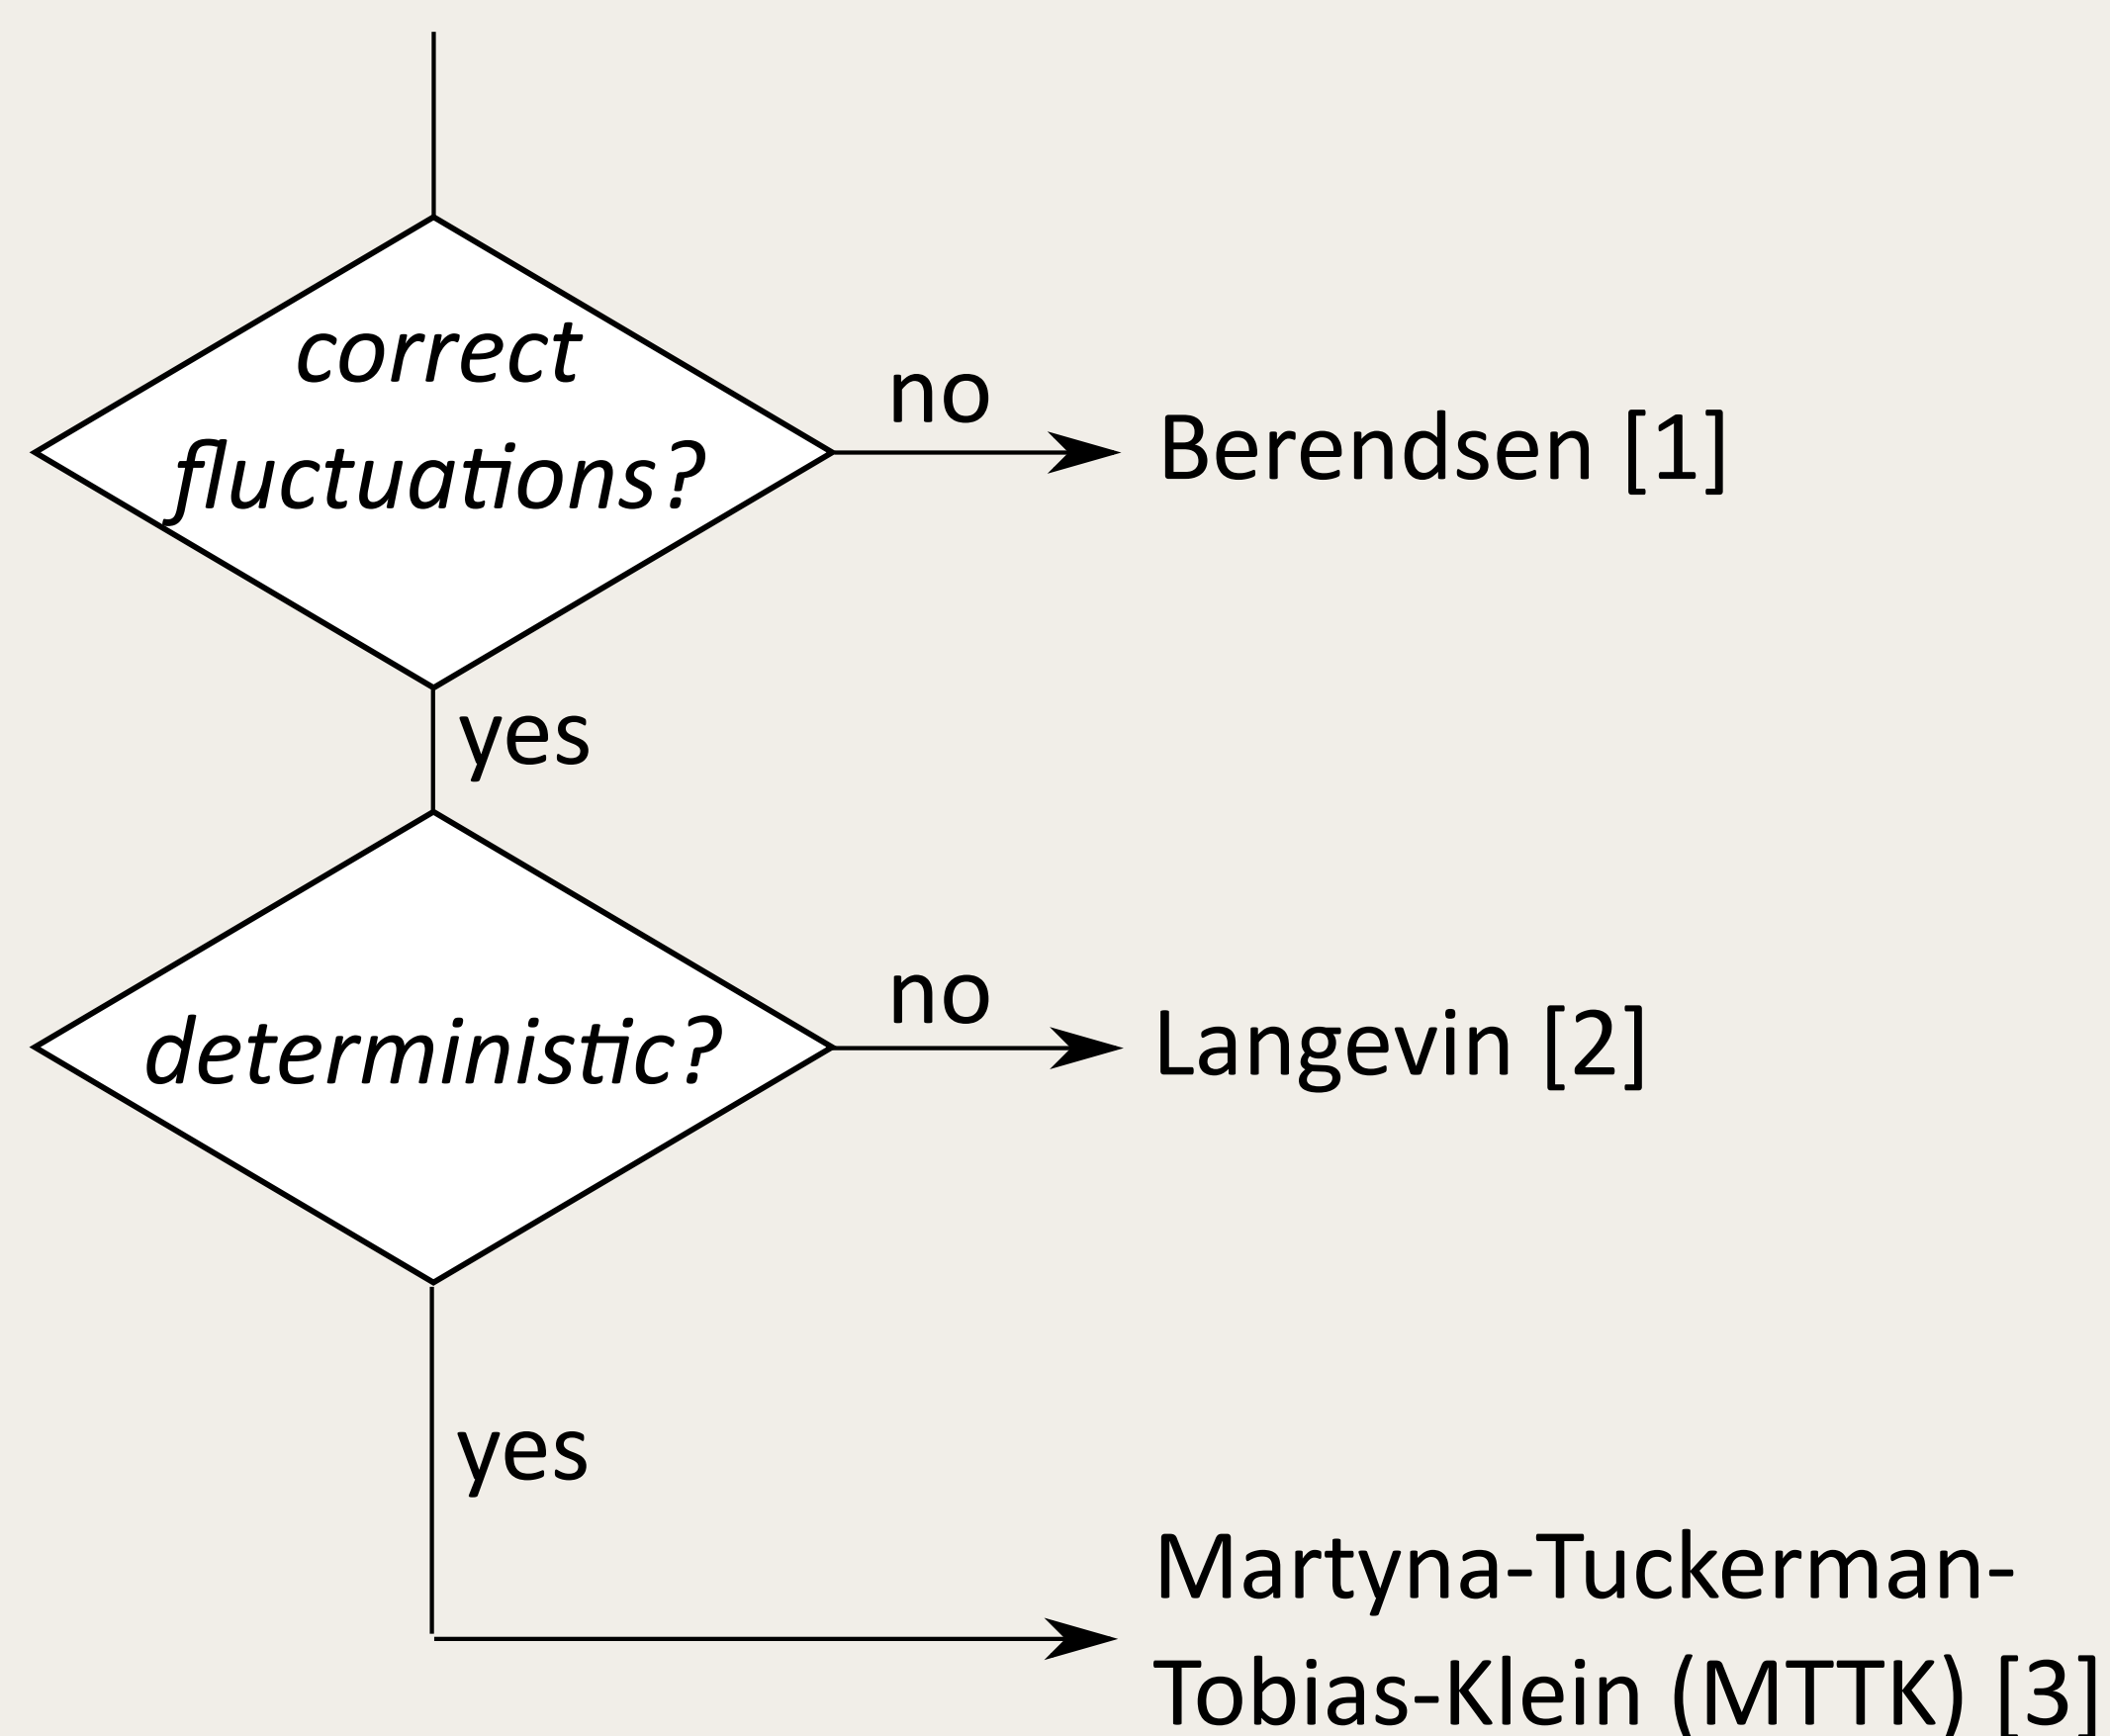 correct
fluctuations?
no
Berendsen [1]
yes
deterministic?
no
Langevin [2]
yes
Martyna-Tuckerman-
Tobias-Klein (MTTK) [3]